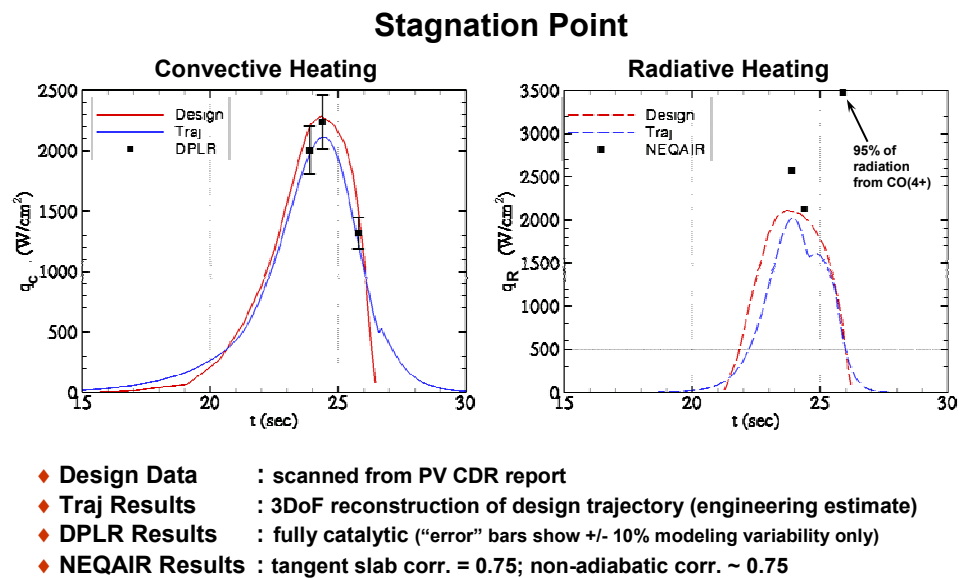 Stagnation Point
Convective Heating
2500
2000
1500
1000
500
0
15
20
25
30
q_C (W/cm²)
t (sec)
Design
Traj
DPLR
Radiative Heating
3500
3000
2500
2000
1500
1000
500
0
15
20
25
30
q_R (W/cm²)
t (sec)
Design
Traj
NEQAIR
95% of
radiation
from CO(4+)
♦ Design Data : scanned from PV CDR report
♦ Traj Results : 3DoF reconstruction of design trajectory (engineering estimate)
♦ DPLR Results : fully catalytic (“error” bars show +/- 10% modeling variability only)
♦ NEQAIR Results : tangent slab corr. = 0.75; non-adiabatic corr. ~ 0.75